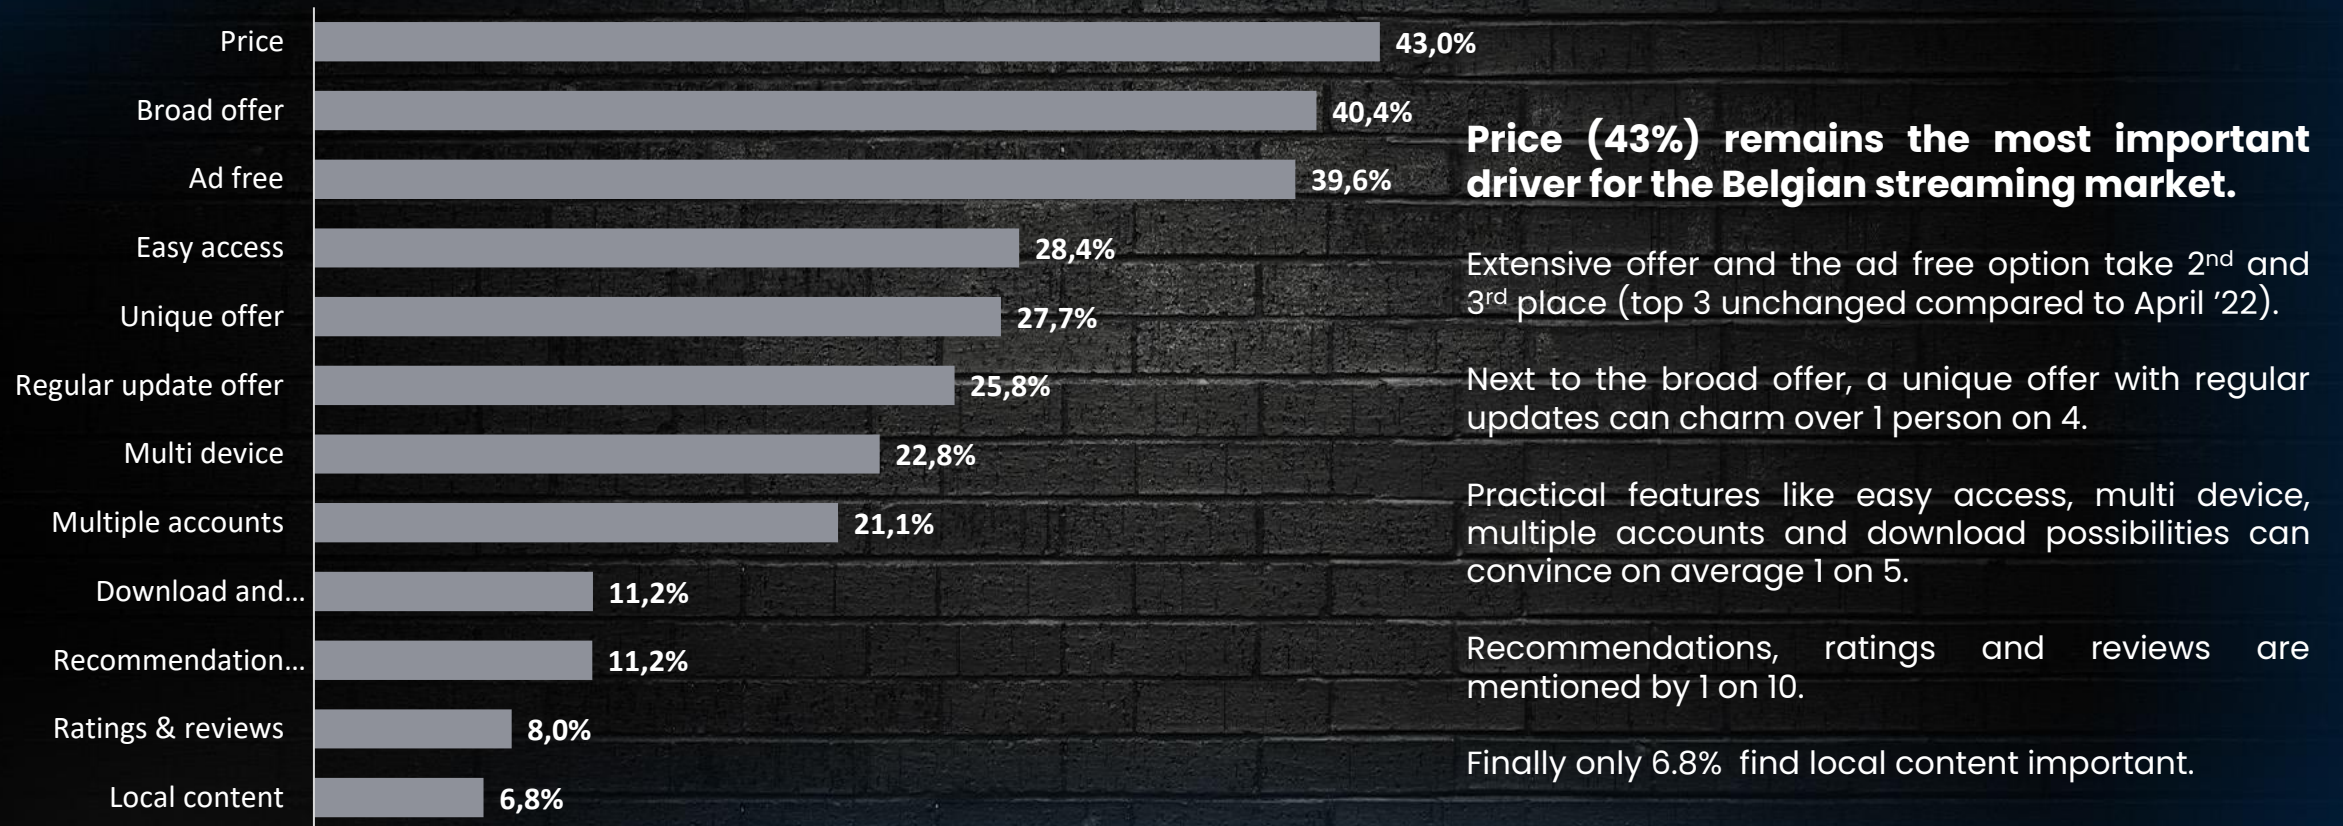 Price
43,0%
Broad offer
40,4%
Ad free
39,6%
Easy access
28,4%
Unique offer
27,7%
Regular update offer
25,8%
Multi device
22,8%
Multiple accounts
21,1%
Download and...
11,2%
Recommendation...
11,2%
Ratings & reviews
8,0%
Local content
6,8%
Price (43%) remains the most important
driver for the Belgian streaming market.
Extensive offer and the ad free option take 2nd and
3rd place (top 3 unchanged compared to April ’22).
Next to the broad offer, a unique offer with regular
updates can charm over 1 person on 4.
Practical features like easy access, multi device,
multiple accounts and download possibilities can
convince on average 1 on 5.
Recommendations, ratings and reviews are
mentioned by 1 on 10.
Finally only 6.8% find local content important.